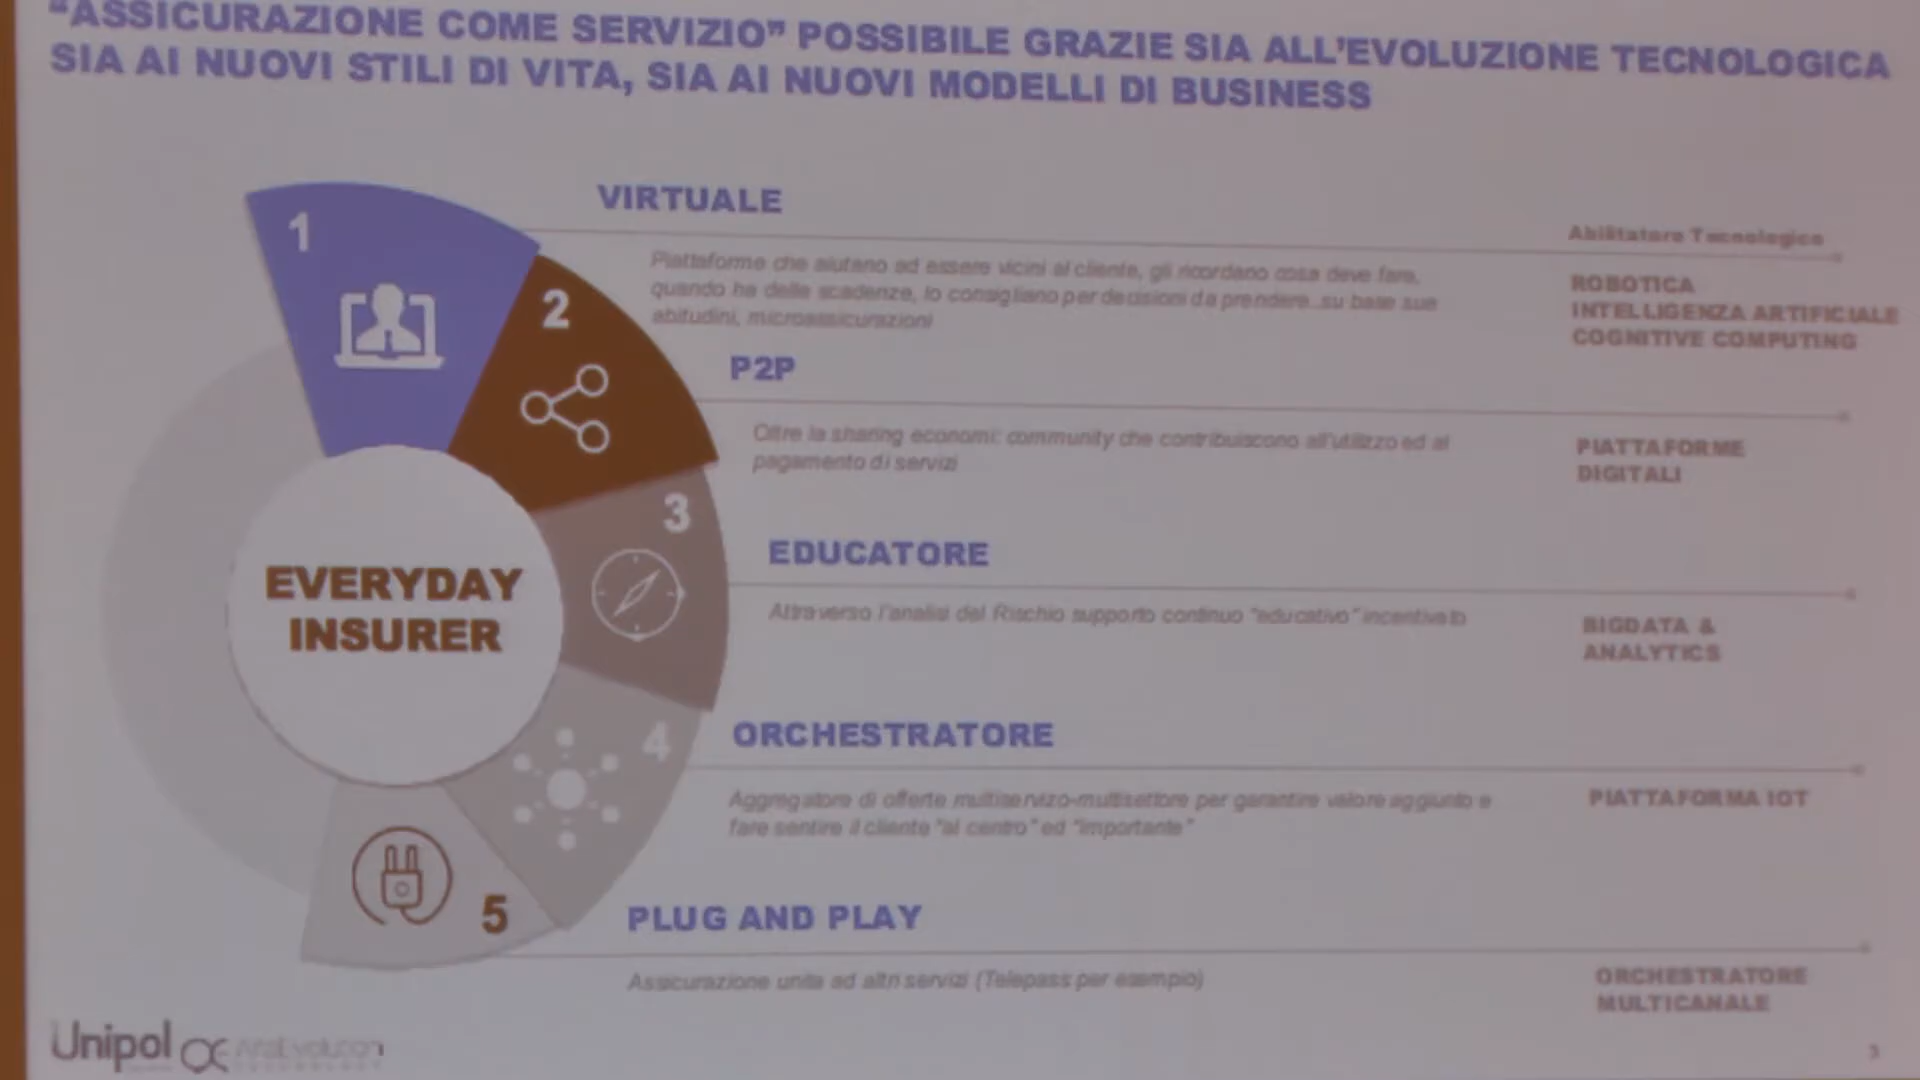 “ASSICURAZIONE COME SERVIZIO” POSSIBILE GRAZIE SIA ALL’EVOLUZIONE TECNOLOGICA
SIA AI NUOVI STILI DI VITA, SIA AI NUOVI MODELLI DI BUSINESS
1
VIRTUALE
Abilitatore Tecnologico
Piattaforme che aiutano ad essere vicini al cliente, gli ricordano cosa deve fare,
quando ha delle scadenze, lo consigliano per decisioni da prendere..su base sue
abitudini, microassicurazioni
ROBOTICA
INTELLIGENZA ARTIFICIALE
COGNITIVE COMPUTING
2
P2P
Oltre la sharing economi: community che contribuiscono all'utilizzo ed al
pagamento di servizi
PIATTAFORME
DIGITALI
3
EDUCATORE
Attraverso l'analisi del Rischio supporto continuo "educativo" incentivato
BIGDATA &
ANALYTICS
EVERYDAY
INSURER
4
ORCHESTRATORE
Aggregatore di offerte multiservizo-multisettore per garantire valore aggiunto e
fare sentire il cliente "al centro" ed "importante"
PIATTAFORMA IOT
5
PLUG AND PLAY
Assicurazione unita ad altri servizi (Telepass per esempio)
ORCHESTRATORE
MULTICANALE
Unipol
3